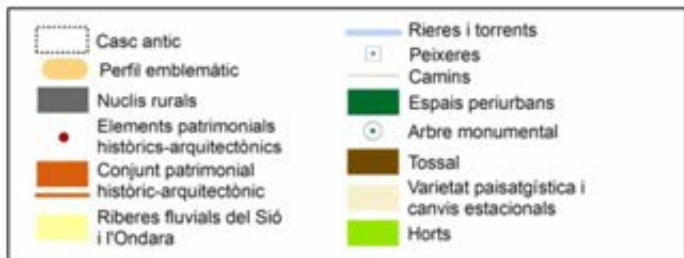 Casc antic
Perfil emblemàtic
Nuclis rurals
Elements patrimonials
històrics-arquitectònics
Conjunt patrimonial
històric-arquitectònic
Riberes fluvials del Sió
i l'Ondara
Rieres i torrents
Peixeres
Camins
Espais periurbans
Arbre monumental
Tossal
Varietat paisatgística i
canvis estacionals
Horts